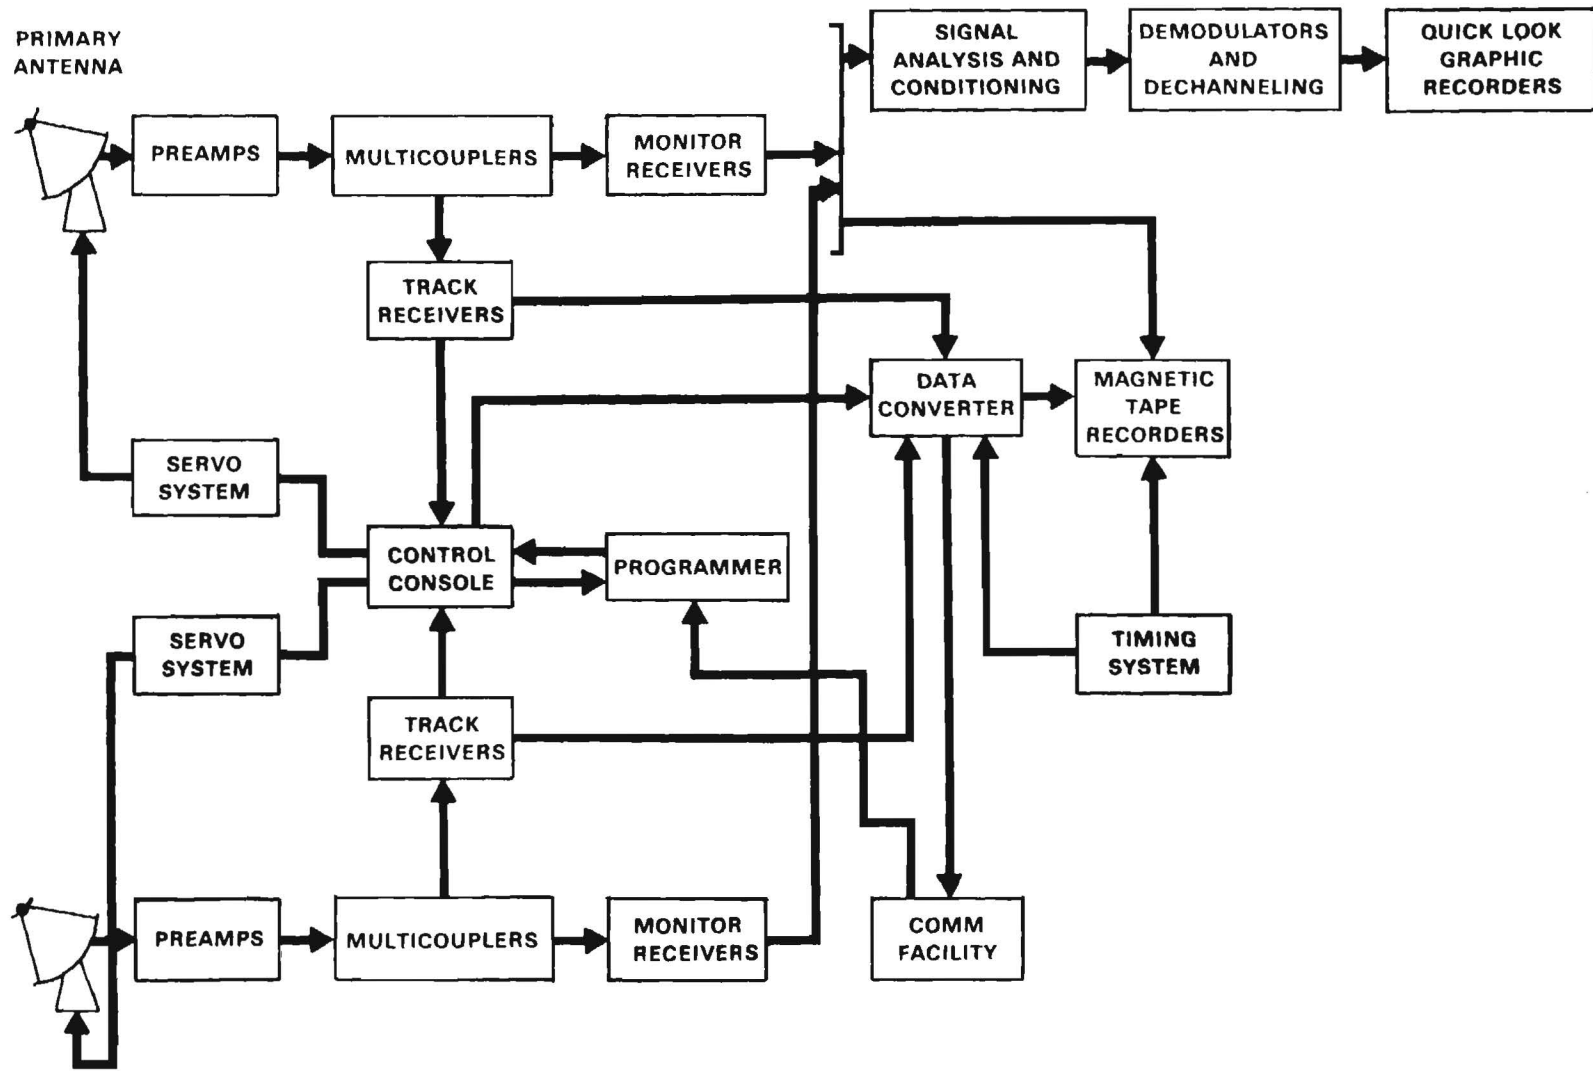 PRIMARY
ANTENNA
PREAMPS
MULTICOUPLERS
MONITOR
RECEIVERS
SIGNAL
ANALYSIS AND
CONDITIONING
DEMODULATORS
AND
DECHANNELING
QUICK LOOK
GRAPHIC
RECORDERS
TRACK
RECEIVERS
DATA
CONVERTER
MAGNETIC
TAPE
RECORDERS
SERVO
SYSTEM
CONTROL
CONSOLE
PROGRAMMER
SERVO
SYSTEM
TIMING
SYSTEM
TRACK
RECEIVERS
PREAMPS
MULTICOUPLERS
MONITOR
RECEIVERS
COMM
FACILITY